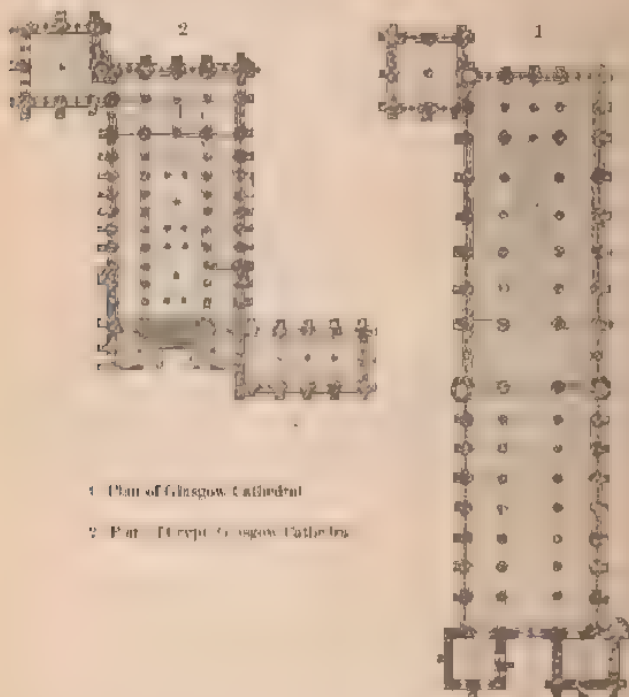 2
1
1 Plan of Glasgow Cathedral
2 Plan of Crypt Glasgow Cathedral